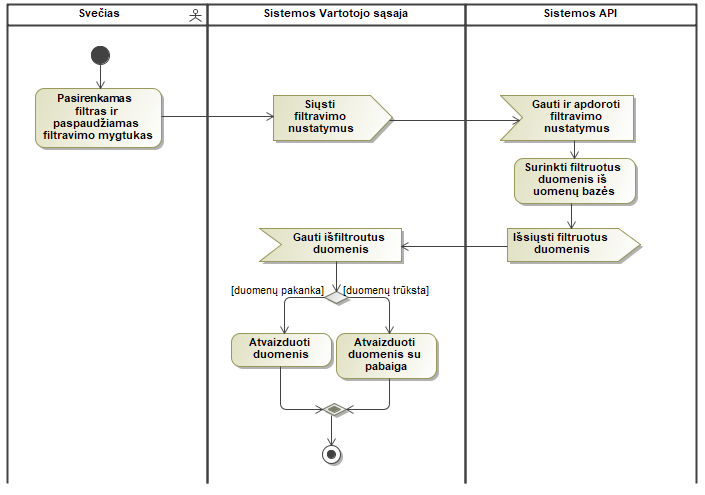 Svečias
Sistemos Vartotojo sąsaja
Sistemos API
Pasirenkamas
filtras ir
paspaudžiamas
filtravimo mygtukas
Siųsti
filtravimo
nustatymus
Gauti ir apdoroti
filtravimo
nustatymus
Surinkti filtruotus
duomenis iš
uomenų bazės
Išsiųsti filtruotus
duomenis
Gauti išfiltroutus
duomenis
[duomenų pakanka]
[duomenų trūksta]
Atvaizduoti
duomenis
Atvaizduoti
duomenis su
pabaiga